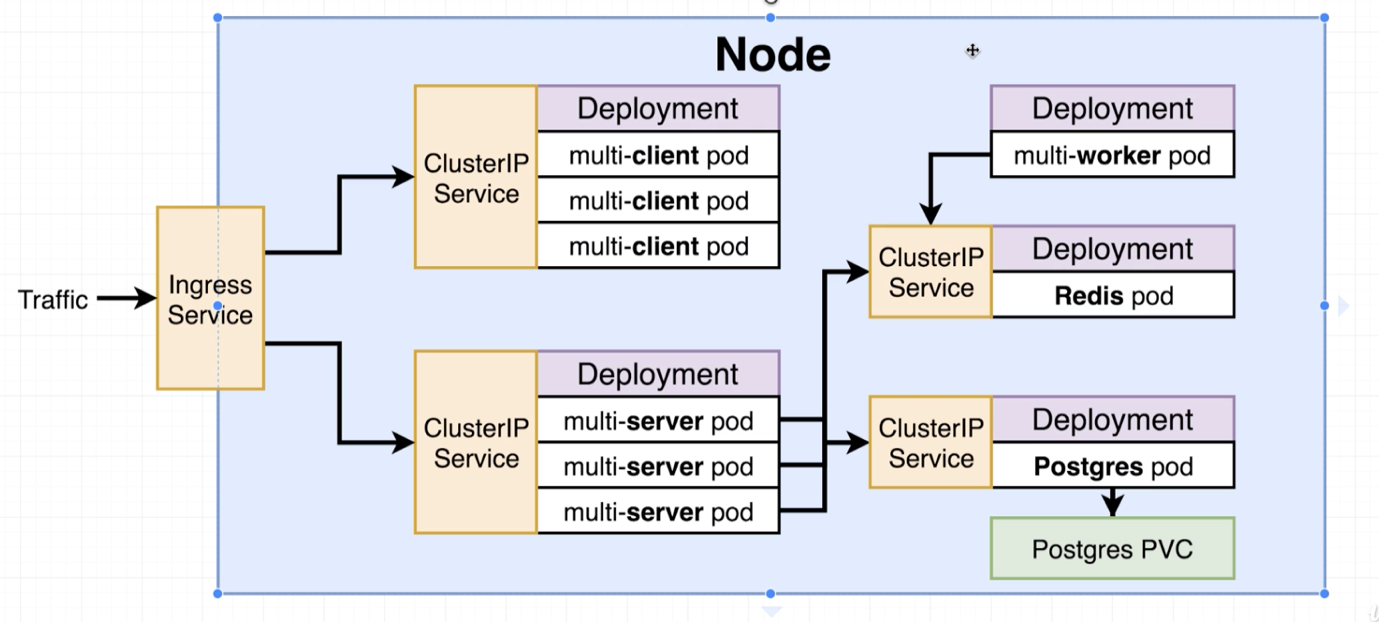 Node
Traffic
Ingress
Service
ClusterIP
Service
Deployment
multi-client pod
multi-client pod
multi-client pod
ClusterIP
Service
Deployment
multi-server pod
multi-server pod
multi-server pod
Deployment
multi-worker pod
ClusterIP
Service
Deployment
Redis pod
ClusterIP
Service
Deployment
Postgres pod
Postgres PVC